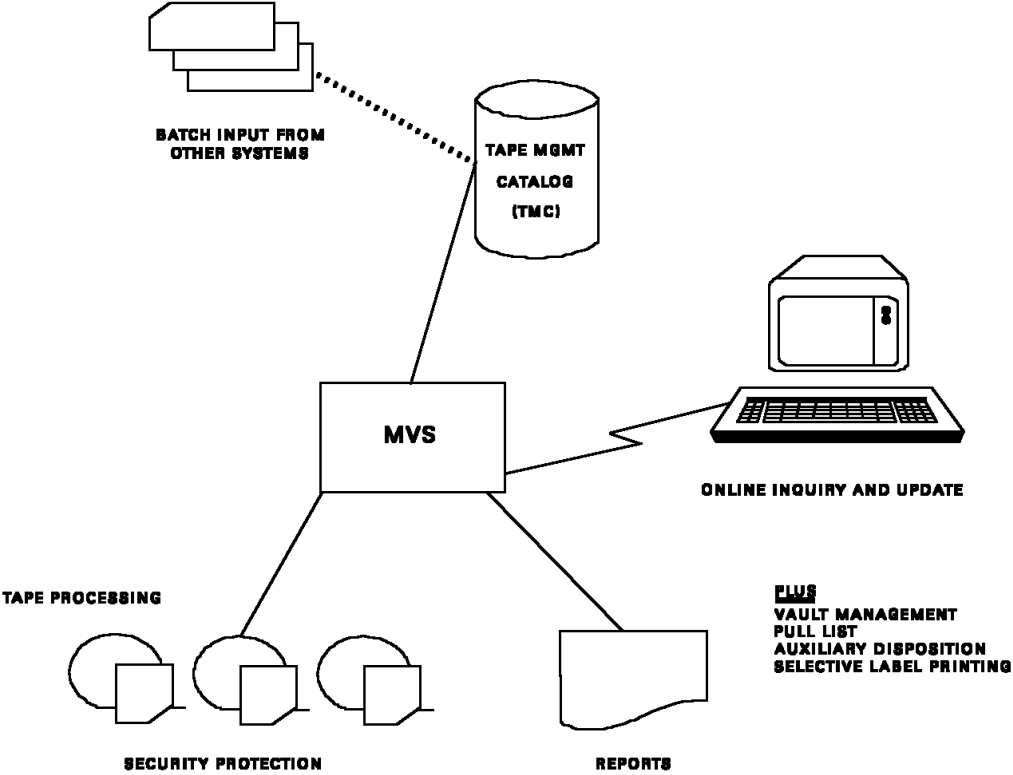 BATCH INPUT FROM
OTHER SYSTEMS
TAPE MGMT
CATALOG
(TMC)
MVS
ONLINE INQUIRY AND UPDATE
TAPE PROCESSING
PLUS
VAULT MANAGEMENT
PULL LIST
AUXILIARY DISPOSITION
SELECTIVE LABEL PRINTING
SECURITY PROTECTION
REPORTS